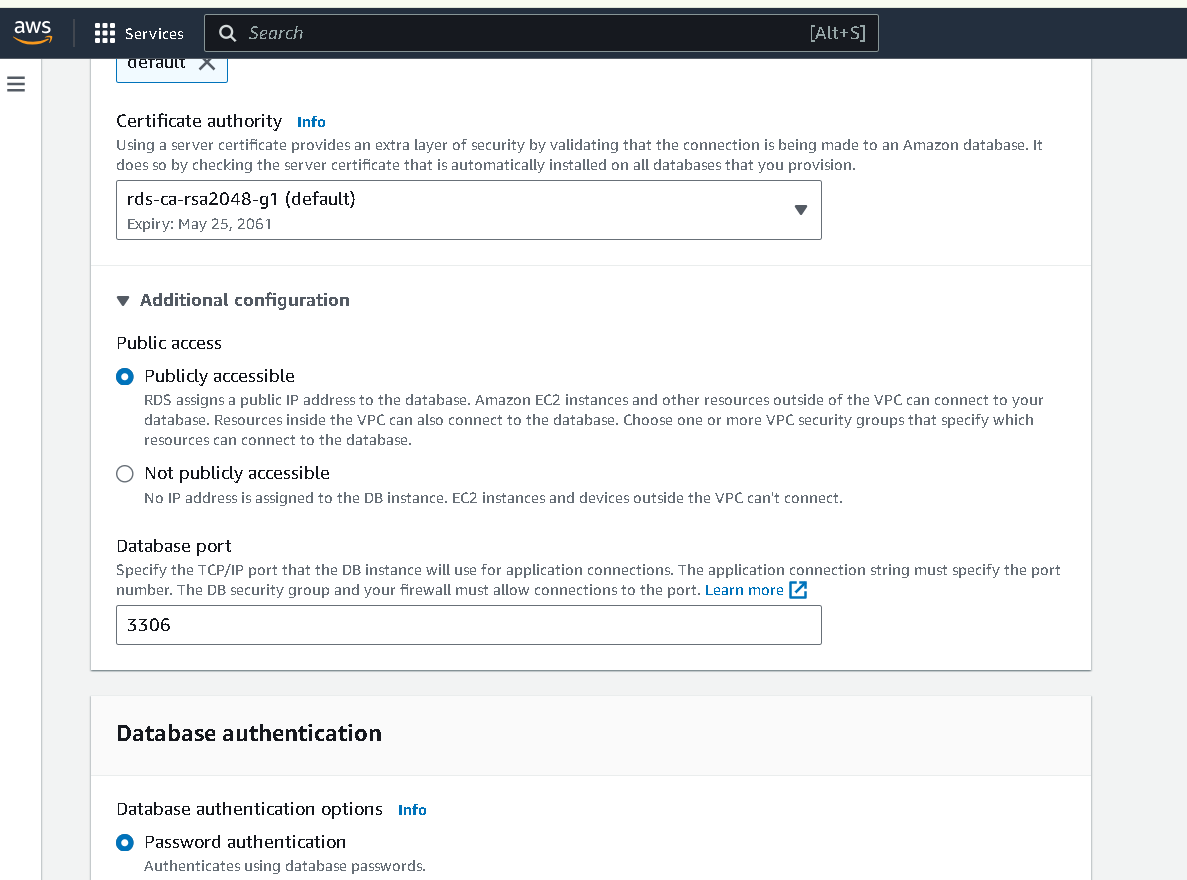 aws
Services
Search
[Alt+S]
default
Certificate authority Info
Using a server certificate provides an extra layer of security by validating that the connection is being made to an Amazon database. It
does so by checking the server certificate that is automatically installed on all databases that you provision.
rds-ca-rsa2048-g1 (default)
Expiry: May 25, 2061
Additional configuration
Public access
Publicly accessible
RDS assigns a public IP address to the database. Amazon EC2 instances and other resources outside of the VPC can connect to your
database. Resources inside the VPC can also connect to the database. Choose one or more VPC security groups that specify which
resources can connect to the database.
Not publicly accessible
No IP address is assigned to the DB instance. EC2 instances and devices outside the VPC can't connect.
Database port
Specify the TCP/IP port that the DB instance will use for application connections. The application connection string must specify the port
number. The DB security group and your firewall must allow connections to the port. Learn more
3306
Database authentication
Database authentication options Info
Password authentication
Authenticates using database passwords.